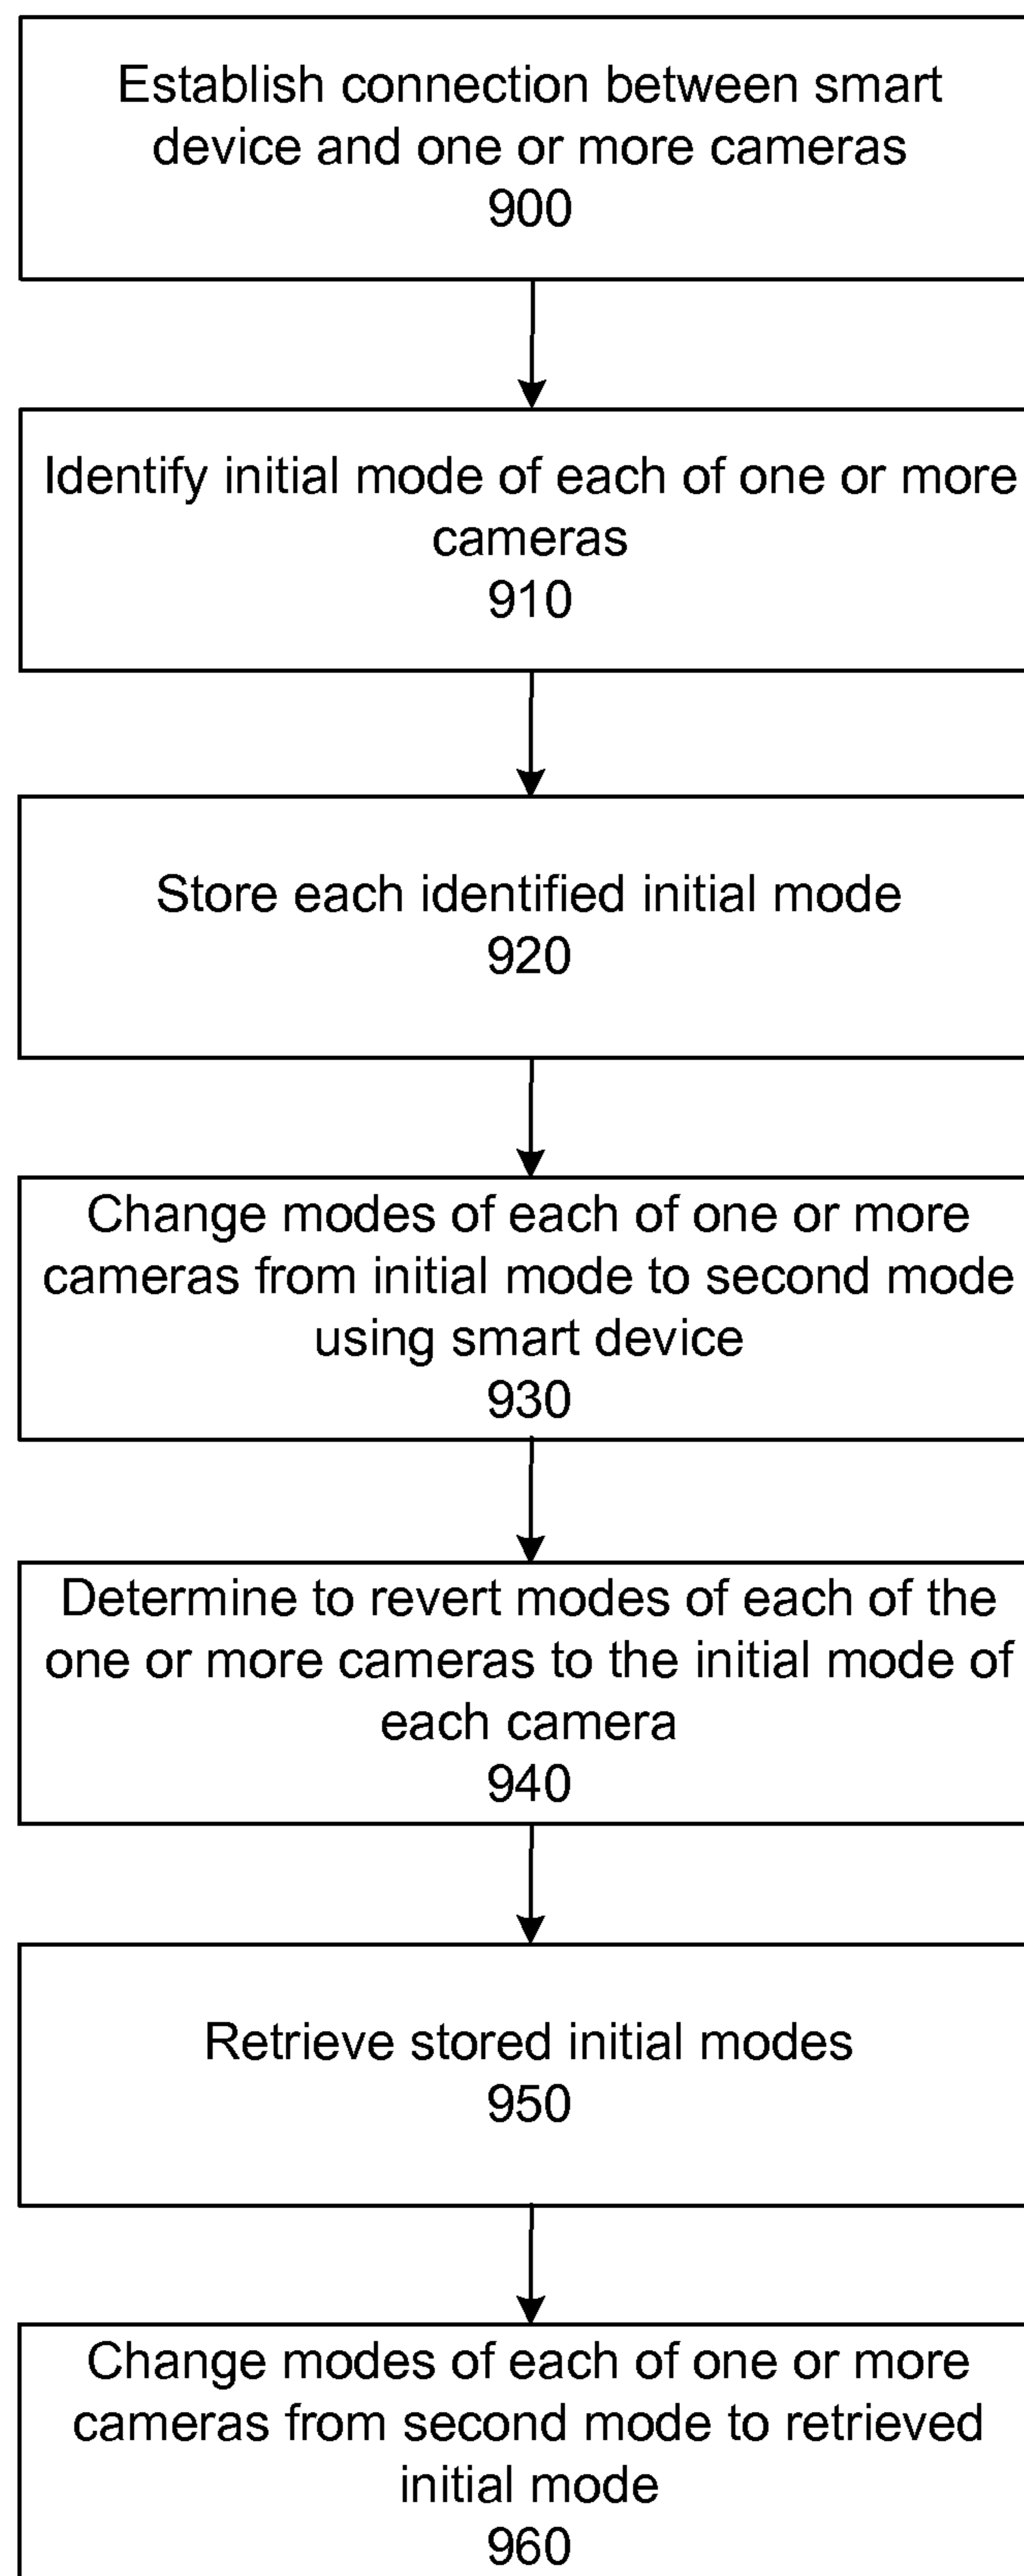 Establish connection between smart
device and one or more cameras
900
Identify initial mode of each of one or more
cameras
910
Store each identified initial mode
920
Change modes of each of one or more
cameras from initial mode to second mode
using smart device
930
Determine to revert modes of each of the
one or more cameras to the initial mode of
each camera
940
Retrieve stored initial modes
950
Change modes of each of one or more
cameras from second mode to retrieved
initial mode
960